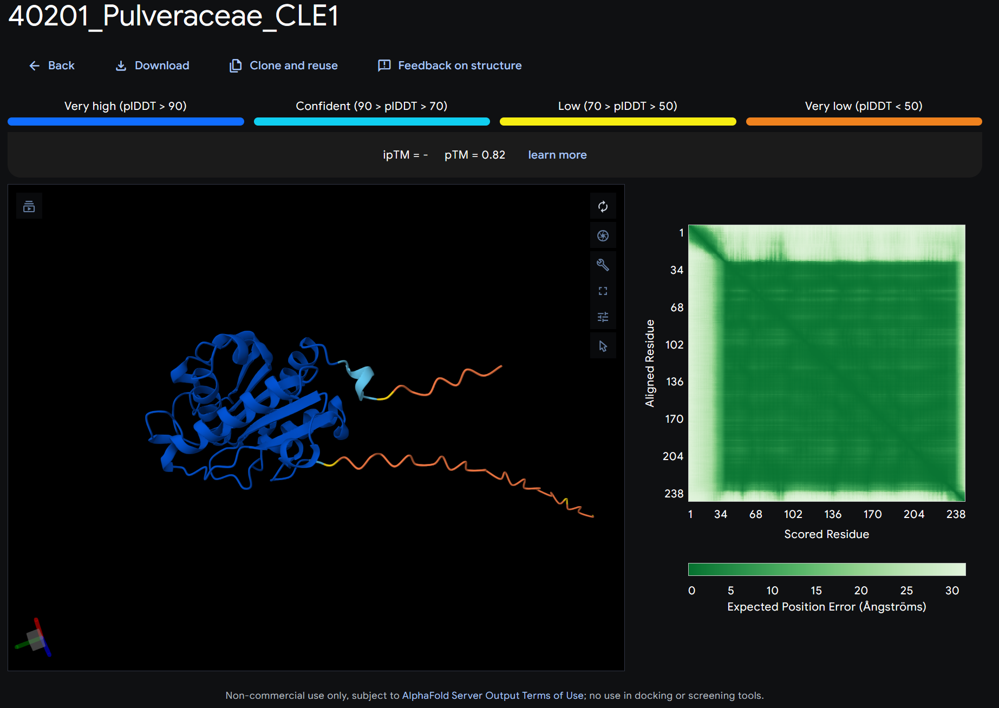 40201_Pulveraceae_CLE1
Back Download Clone and reuse Feedback on structure
Very high (plDDT > 90) Confident (90 > plDDT > 70) Low (70 > plDDT > 50) Very low (plDDT < 50)
ipTM = - pTM = 0.82 learn more
1
34
68
102
136
170
204
238
Aligned Residue
1 34 68 102 136 170 204 238
Scored Residue
0 5 10 15 20 25 30
Expected Position Error (Ångströms)
Non-commercial use only, subject to AlphaFold Server Output Terms of Use; no use in docking or screening tools.